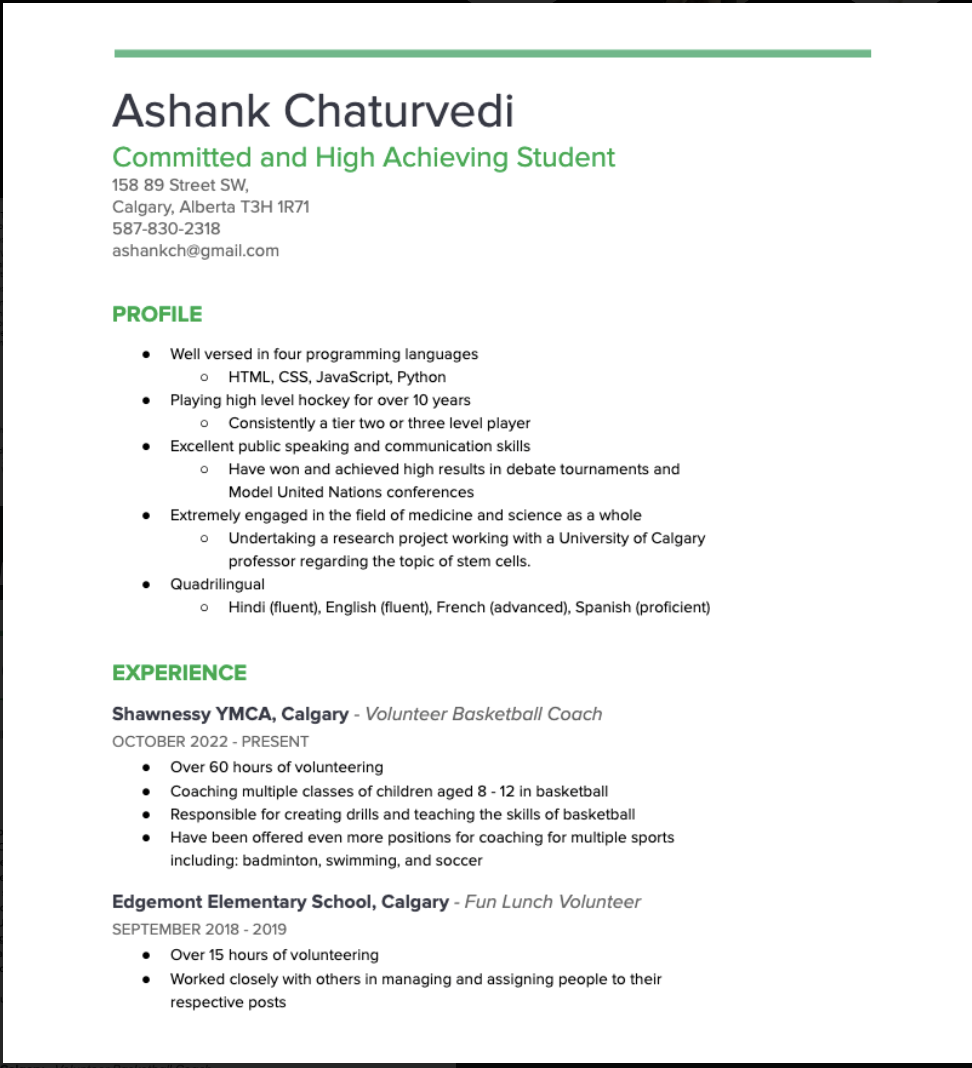 Ashank Chaturvedi
Committed and High Achieving Student
158 89 Street SW,
Calgary, Alberta T3H 1R71
587-830-2318
ashankch@gmail.com
PROFILE
● Well versed in four programming languages
○ HTML, CSS, JavaScript, Python
● Playing high level hockey for over 10 years
○ Consistently a tier two or three level player
● Excellent public speaking and communication skills
○ Have won and achieved high results in debate tournaments and
Model United Nations conferences
● Extremely engaged in the field of medicine and science as a whole
○ Undertaking a research project working with a University of Calgary
professor regarding the topic of stem cells.
● Quadrilingual
○ Hindi (fluent), English (fluent), French (advanced), Spanish (proficient)
EXPERIENCE
Shawnessy YMCA, Calgary - Volunteer Basketball Coach
OCTOBER 2022 - PRESENT
● Over 60 hours of volunteering
● Coaching multiple classes of children aged 8 - 12 in basketball
● Responsible for creating drills and teaching the skills of basketball
● Have been offered even more positions for coaching for multiple sports
including: badminton, swimming, and soccer
Edgemont Elementary School, Calgary - Fun Lunch Volunteer
SEPTEMBER 2018 - 2019
● Over 15 hours of volunteering
● Worked closely with others in managing and assigning people to their
respective posts